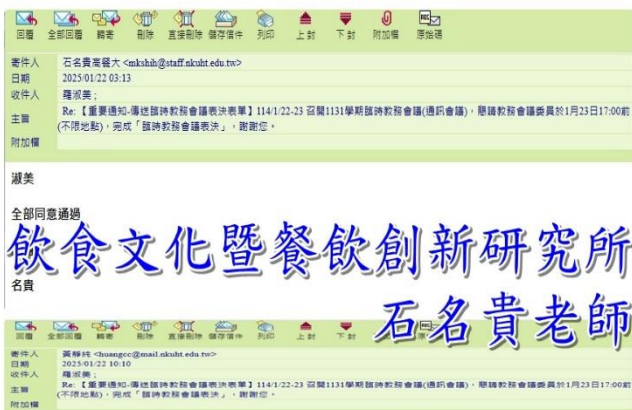 回覆 全部回覆 轉寄 刪除 直接刪除 儲存信件 列印 上封 下封 附加檔 原始碼
寄件人 石名貴高餐大 <mkshih@staff.nkuht.edu.tw>
日期 2025/01/22 03:13
收件人 羅淑美;
主旨 Re: 【重要通知-傳送臨時教務會議表決表單】114/1/22-23 召開1131學期臨時教務會議(通訊會議),懇請教務會議委員於1月23日17:00前
(不限地點),完成「臨時教務會議表決」,謝謝您。
附加檔
淑美
全部同意通過
飲食文化暨餐飲創新研究所
名貴
石名貴老師
回覆 全部回覆 轉寄 刪除 直接刪除 儲存信件 列印 上封 下封
寄件人 黃靜純 <huangcc@mail.nkuht.edu.tw>
日期 2025/01/22 10:10
收件人 羅淑美;
主旨 Re: 【重要通知-傳送臨時教務會議表決表單】114/1/22-23 召開1131學期臨時教務會議(通訊會議),懇請教務會議委員於1月23日17:00前
(不限地點),完成「臨時教務會議表決」,謝謝您。
附加檔